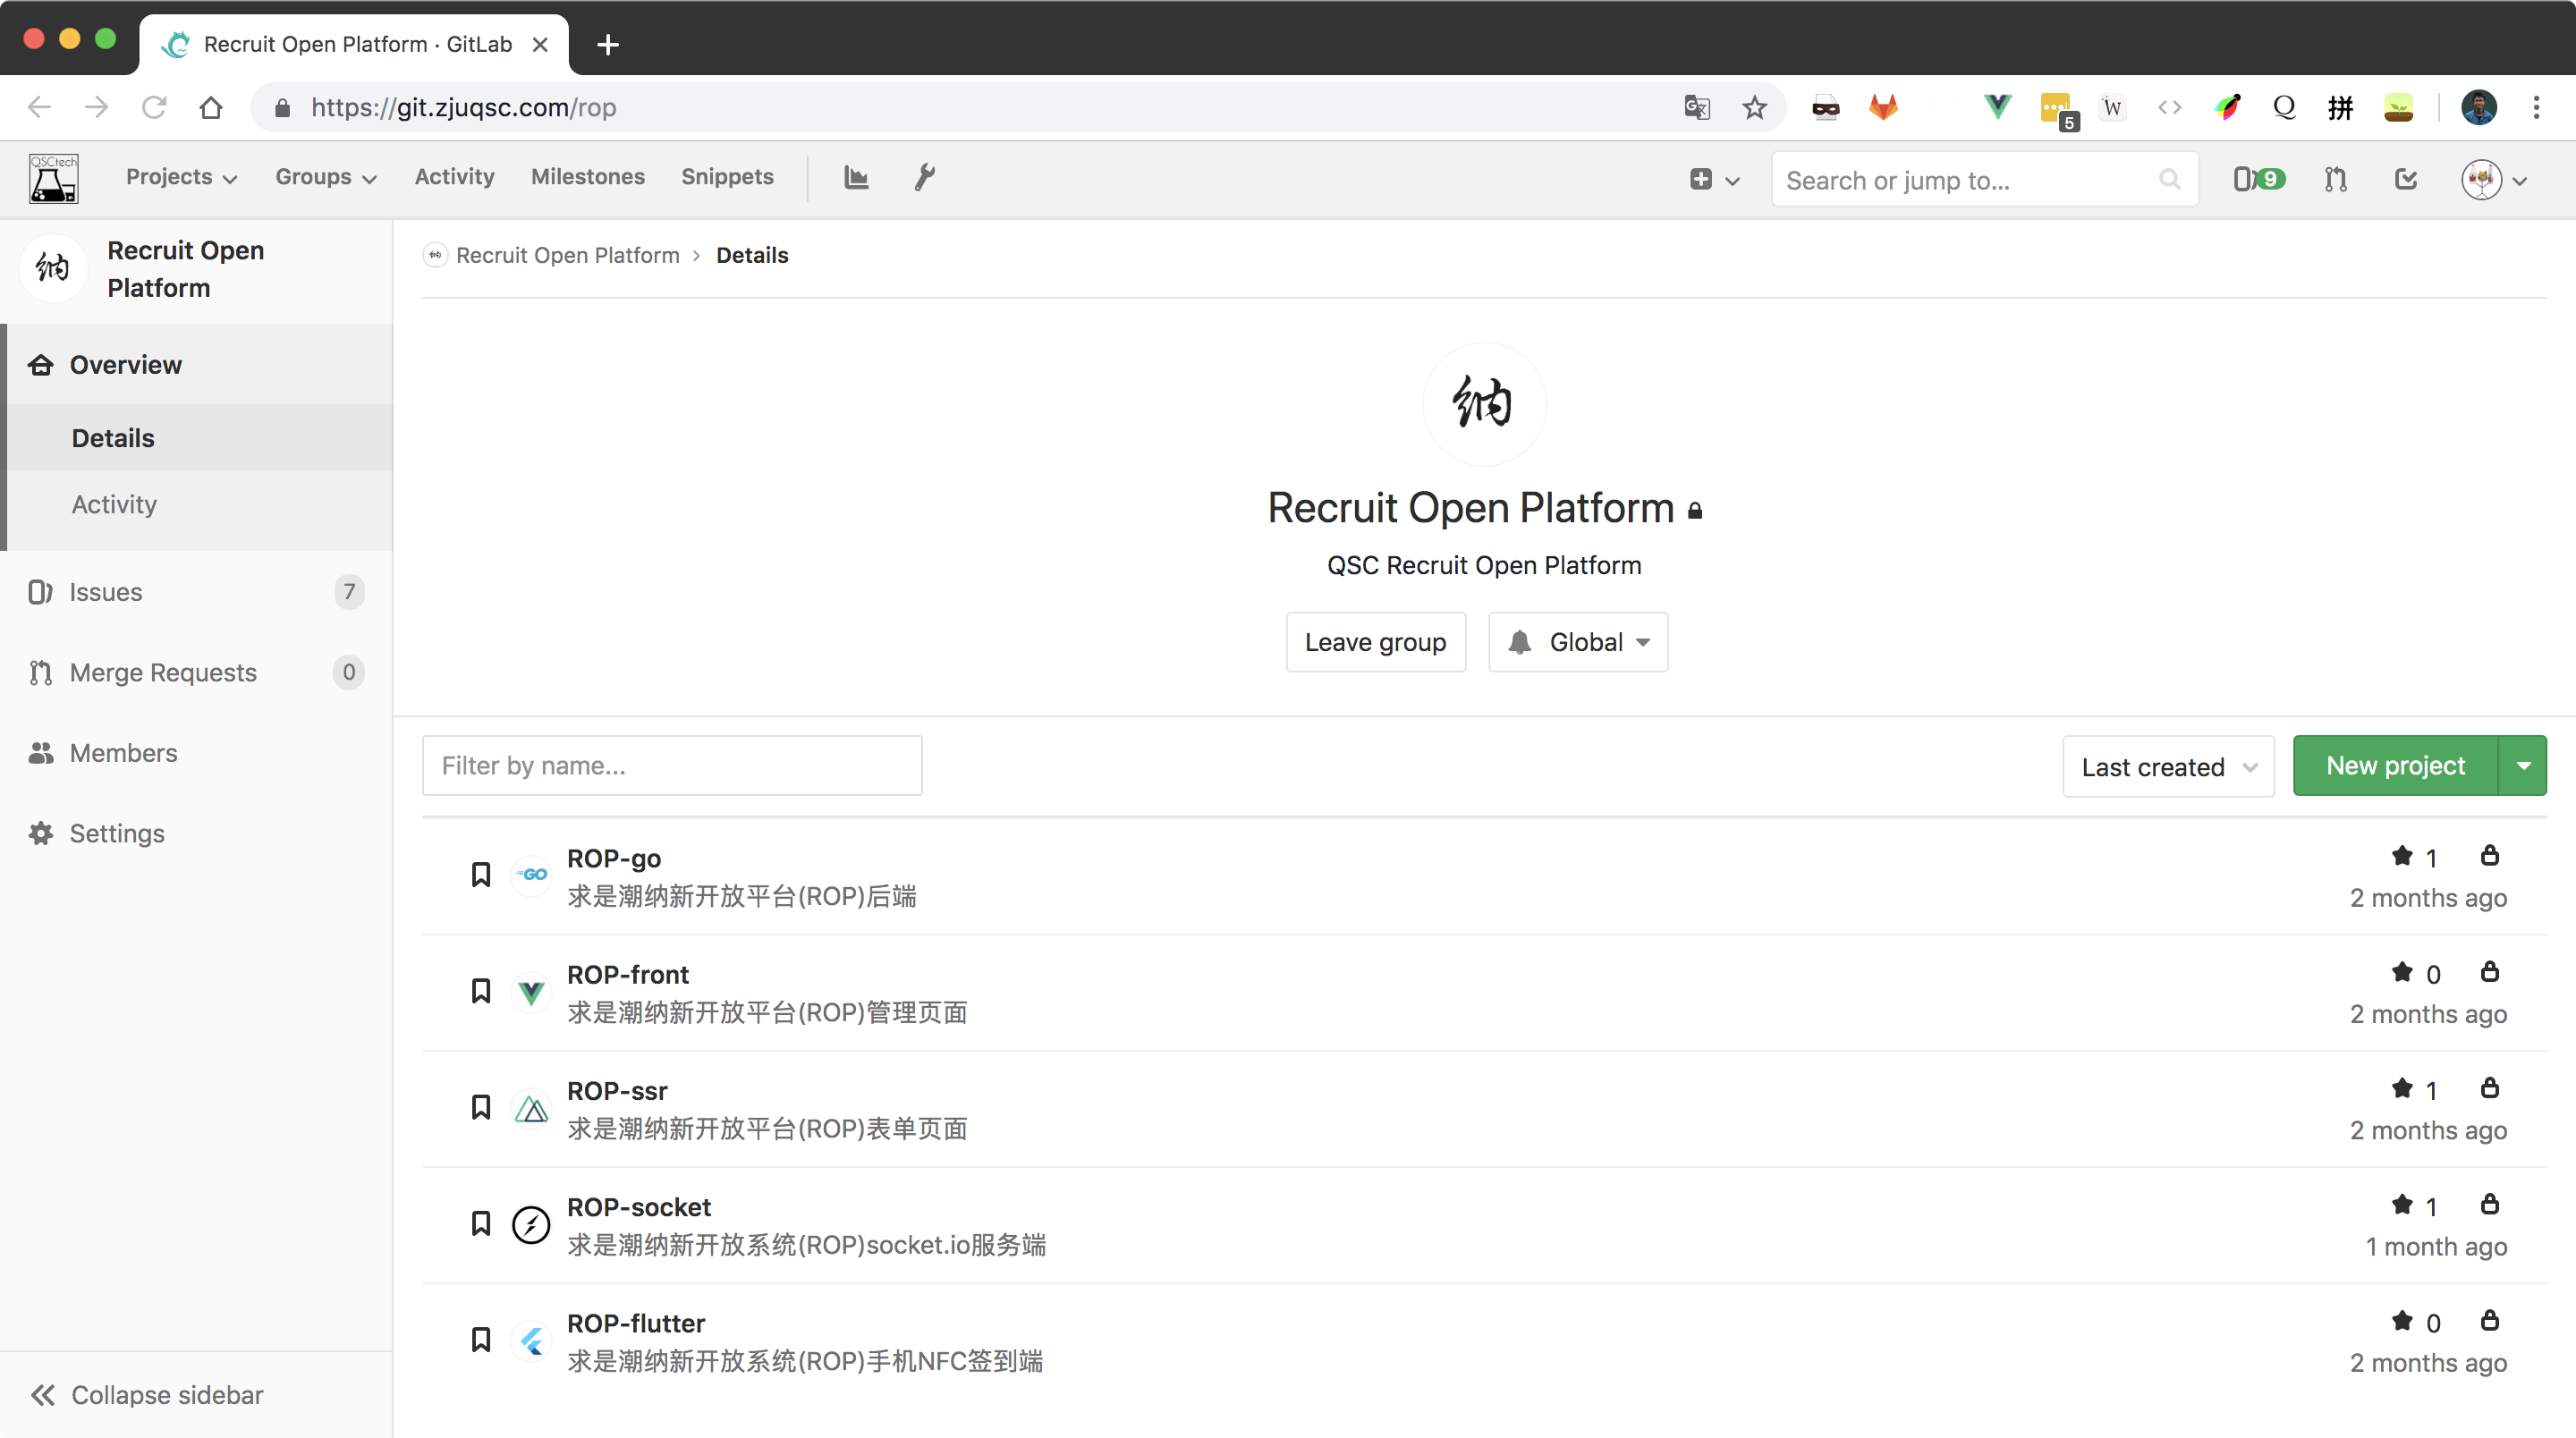 Recruit Open Platform · GitLab
https://git.zjuqsc.com/rop
5
W
Q
拼
QSCtech
Projects
Groups
Activity
Milestones
Snippets
Search or jump to...
9
纳
Recruit Open
Platform
Overview
Details
Activity
Issues
7
Merge Requests
0
Members
Settings
Collapse sidebar
纳 Recruit Open Platform › Details
纳
Recruit Open Platform
QSC Recruit Open Platform
Leave group
Global
Filter by name...
Last created
New project
GO
ROP-go
1
求是潮纳新开放平台(ROP)后端
2 months ago
ROP-front
0
求是潮纳新开放平台(ROP)管理页面
2 months ago
ROP-ssr
1
求是潮纳新开放平台(ROP)表单页面
2 months ago
ROP-socket
1
求是潮纳新开放系统(ROP)socket.io服务端
1 month ago
ROP-flutter
0
求是潮纳新开放系统(ROP)手机NFC签到端
2 months ago